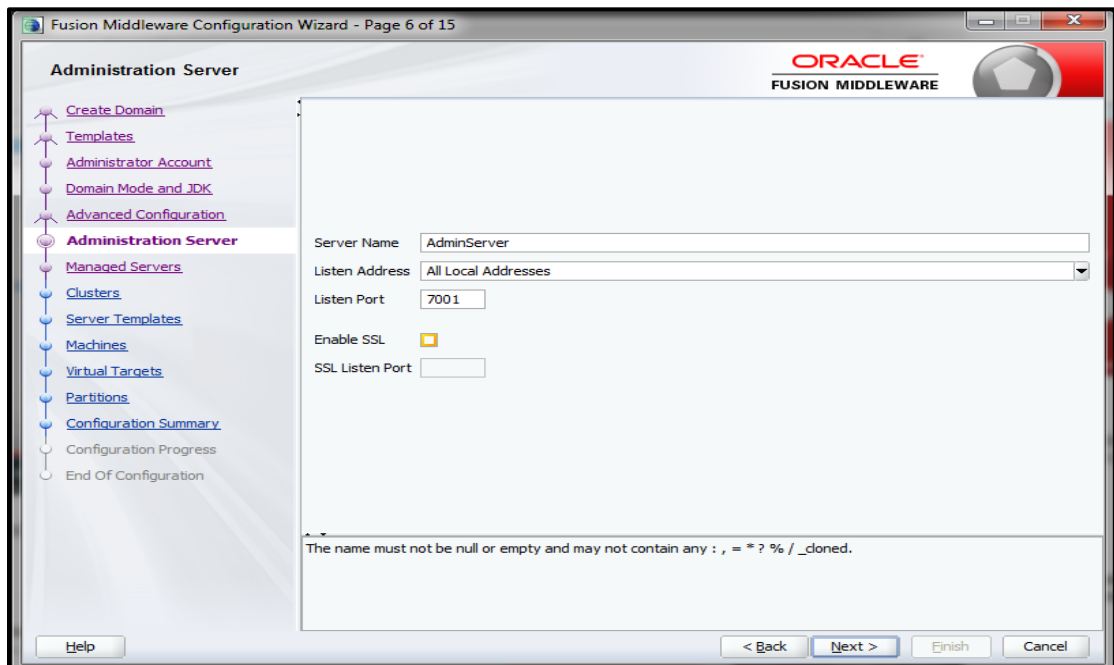 Fusion Middleware Configuration Wizard - Page 6 of 15
Administration Server
ORACLE
FUSION MIDDLEWARE
Create Domain
Templates
Administrator Account
Domain Mode and JDK
Advanced Configuration
Administration Server
Managed Servers
Clusters
Server Templates
Machines
Virtual Targets
Partitions
Configuration Summary
Configuration Progress
End Of Configuration
Server Name AdminServer
Listen Address All Local Addresses
Listen Port 7001
Enable SSL
SSL Listen Port
The name must not be null or empty and may not contain any : , = * ? % / _cloned.
Help < Back Next > Finish Cancel